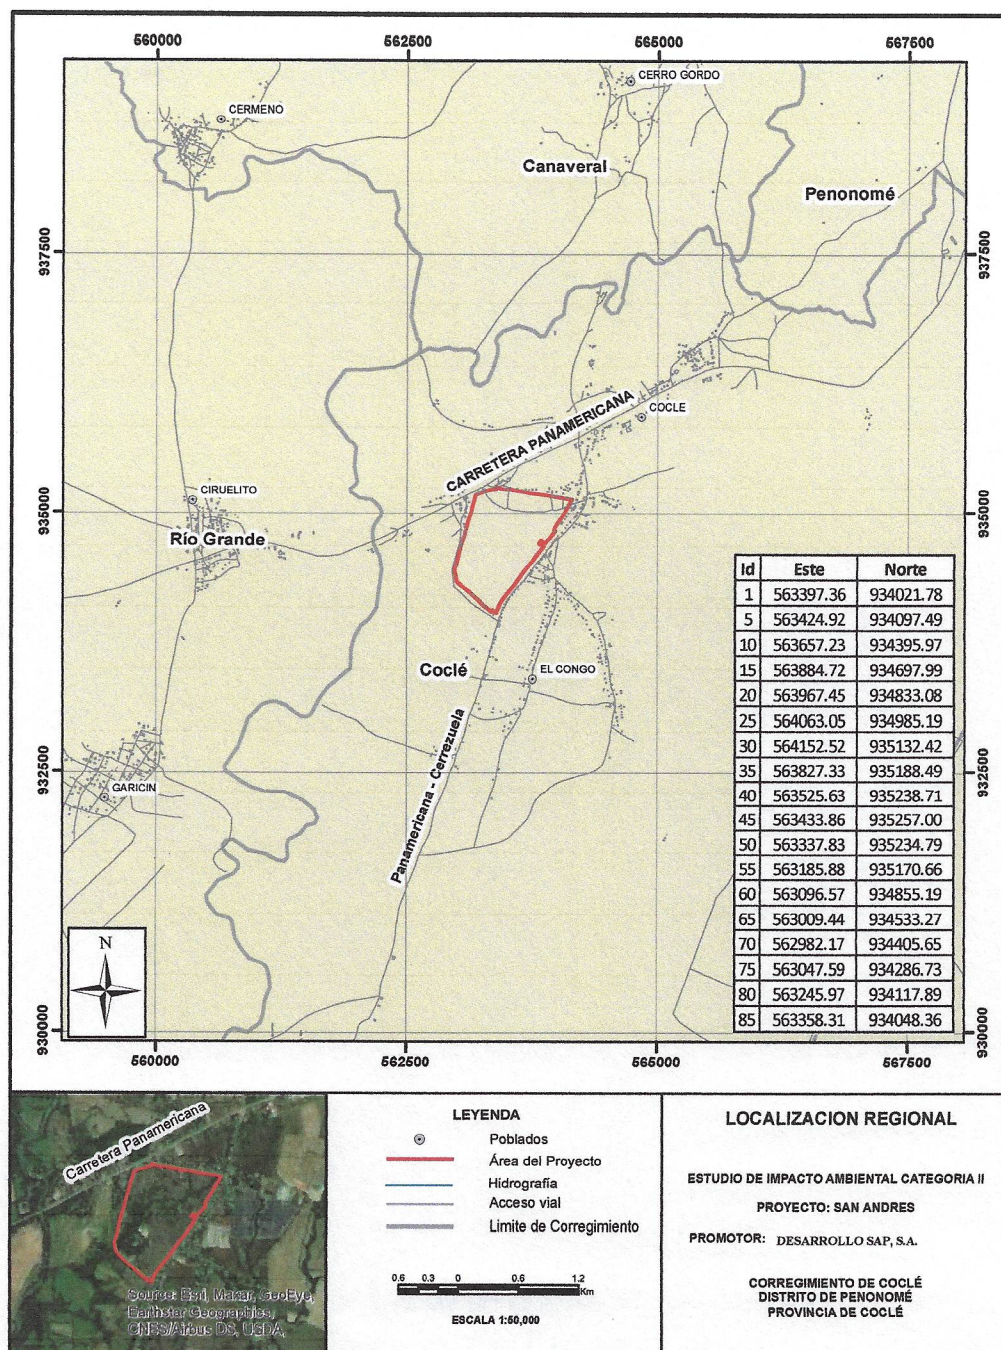 560000 562500 565000 567500
CERRO GORDO
CERMENO
Canaveral
Penonomé
937500 937500
CARRETERA PANAMERICANA
COCLE
CIRUELITO
935000 935000
Río Grande
Id Este Norte
1 563397.36 934021.78
5 563424.92 934097.49
10 563657.23 934395.97
15 563884.72 934697.99
20 563967.45 934833.08
25 564063.05 934985.19
30 564152.52 935132.42
35 563827.33 935188.49
40 563525.63 935238.71
45 563433.86 935257.00
50 563337.83 935234.79
55 563185.88 935170.66
60 563096.57 934855.19
65 563009.44 934533.27
70 562982.17 934405.65
75 563047.59 934286.73
80 563245.97 934117.89
85 563358.31 934048.36
Coclé
EL CONGO
Panamericana - Cerrezuela
932500 932500
GARICIN
N
930000 930000
560000 562500 565000 567500
Carretera Panamericana
Source: Esri, Maxar, GeoEye,
Earthstar Geographics,
CNES/Airbus DS, USDA,
LEYENDA
Poblados
Área del Proyecto
Hidrografía
Acceso vial
Limite de Corregimiento
0.6 0.3 0 0.6 1.2
Km
ESCALA 1:50,000
LOCALIZACION REGIONAL
ESTUDIO DE IMPACTO AMBIENTAL CATEGORIA II
PROYECTO: SAN ANDRES
PROMOTOR: DESARROLLO SAP, S.A.
CORREGIMIENTO DE COCLÉ
DISTRITO DE PENONOMÉ
PROVINCIA DE COCLÉ